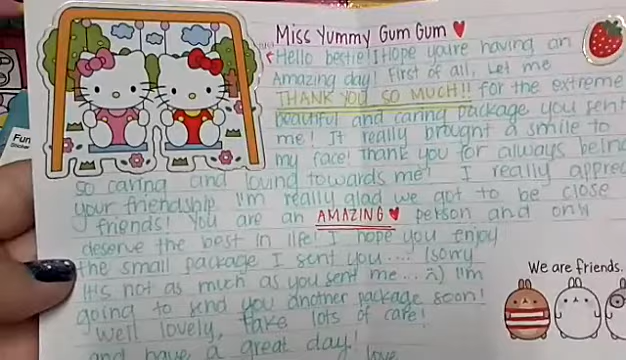 Miss Yummy Gum Gum
Hello bestie! I Hope you're having an
Amazing day! First of all, Let me
THANK YOU SO MUCH!! for the extreme
beautiful and caring package you sent
me! It really brought a smile to
my face! Thank you for always being
so caring and loving towards me! I really apprec
your friendship I'm really glad we got to be close
friends! You are an AMAZING person and only
deserve the best in life! I hope you enjoy
the small package I sent you.... (sorry
its not as much as you sent me... ^) I'm
going to send you another package soon!
Well lovely, take lots of care!
and have a great day!
love
We are friends.
Fun